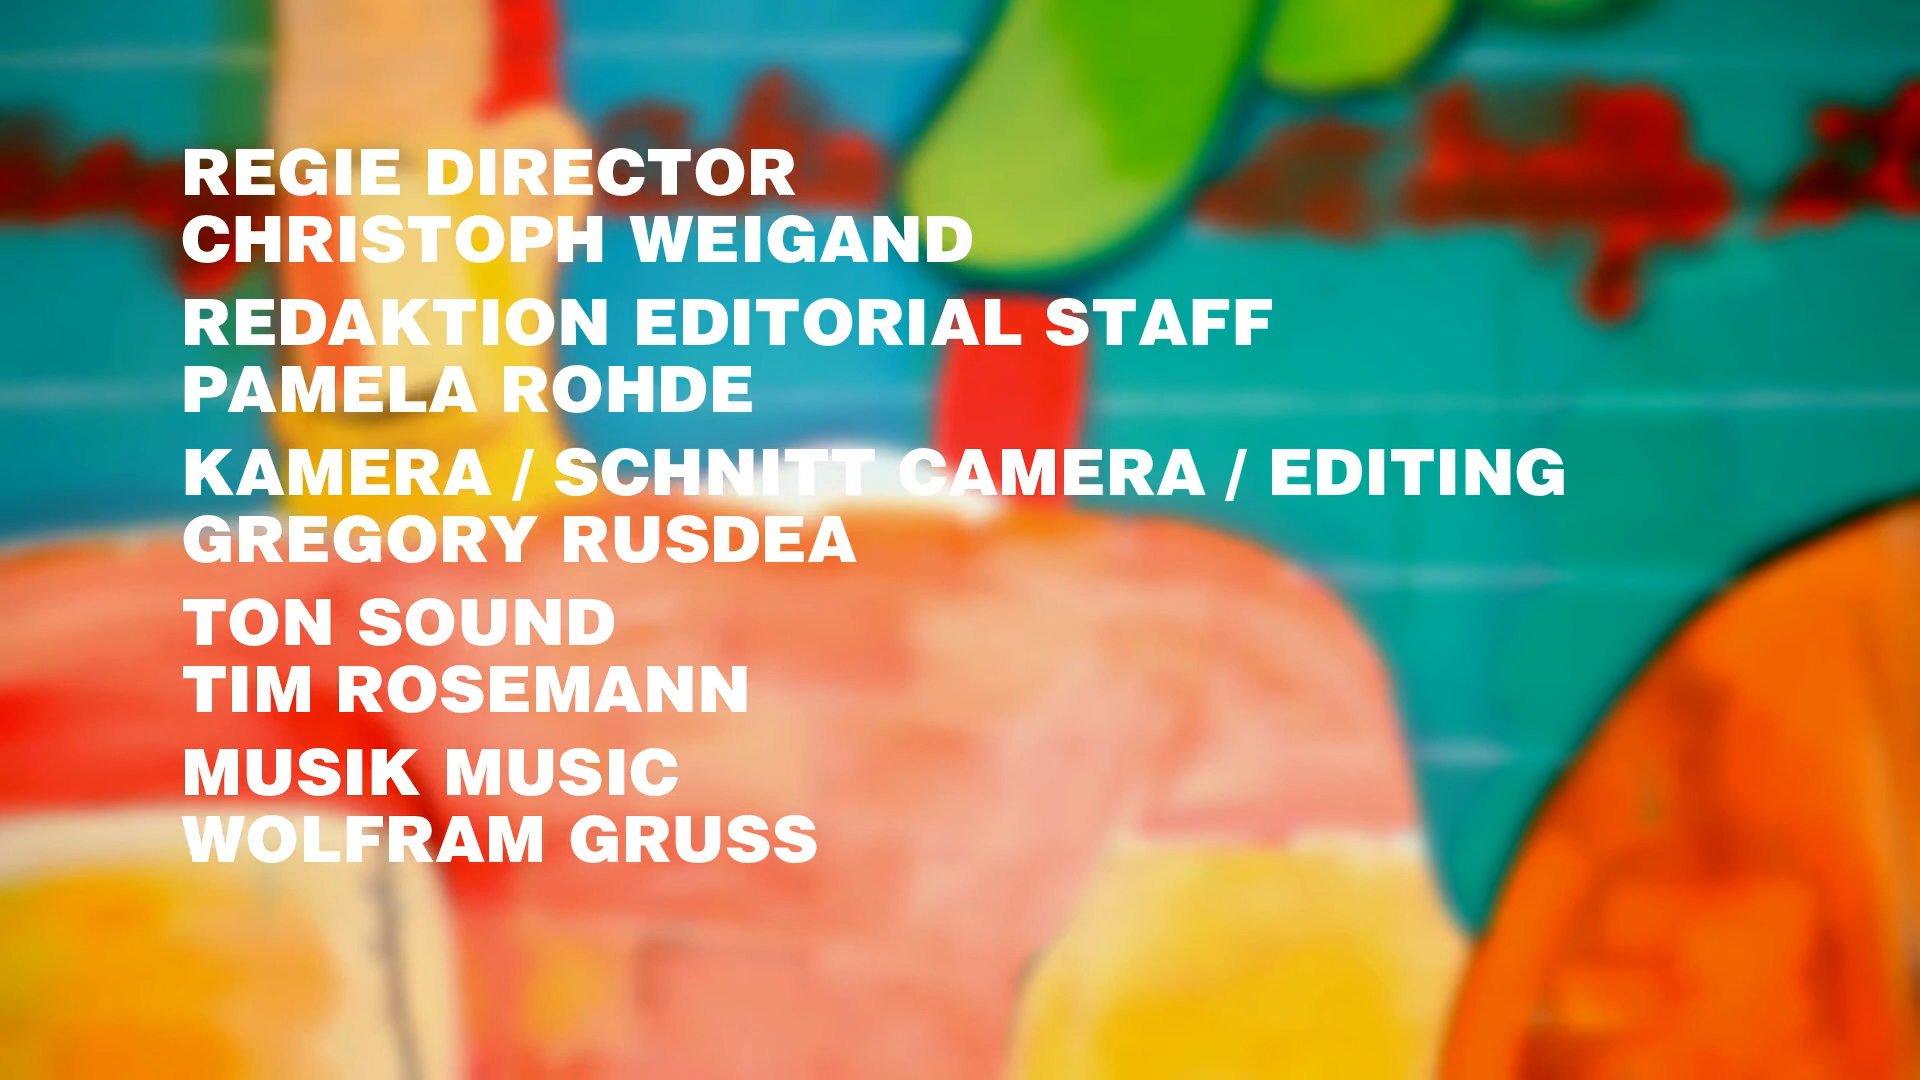 REGIE DIRECTOR
CHRISTOPH WEIGAND
REDAKTION EDITORIAL STAFF
PAMELA ROHDE
KAMERA / SCHNITT CAMERA / EDITING
GREGORY RUSDEA
TON SOUND
TIM ROSEMANN
MUSIK MUSIC
WOLFRAM GRUSS